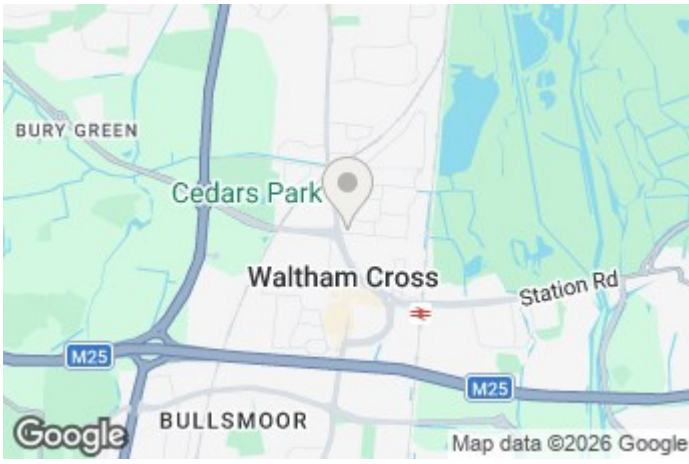 BURY GREEN
Cedars Park
Waltham Cross
Station Rd
M25
M25
BULLSMOOR
Google
Map data ©2026 Google